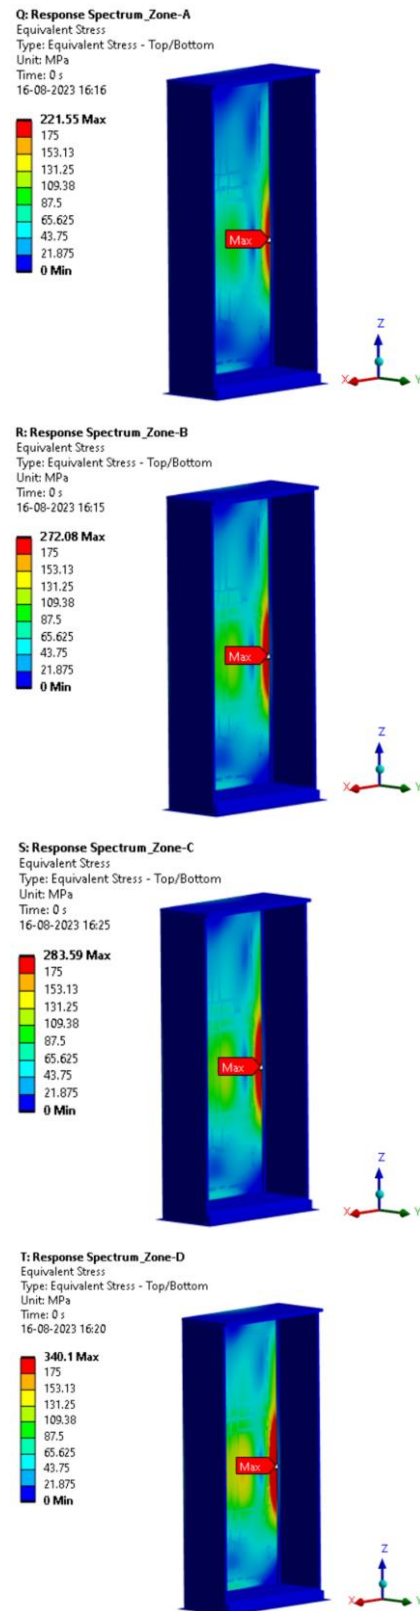 Q: Response Spectrum_Zone-A
Equivalent Stress
Type: Equivalent Stress - Top/Bottom
Unit: MPa
Time: 0 s
16-08-2023 16:16
221.55 Max
175
153.13
131.25
109.38
87.5
65.625
43.75
21.875
0 Min
Max
Z
X
Y
R: Response Spectrum_Zone-B
Equivalent Stress
Type: Equivalent Stress - Top/Bottom
Unit: MPa
Time: 0 s
16-08-2023 16:15
272.08 Max
175
153.13
131.25
109.38
87.5
65.625
43.75
21.875
0 Min
Max
Z
X
Y
S: Response Spectrum_Zone-C
Equivalent Stress
Type: Equivalent Stress - Top/Bottom
Unit: MPa
Time: 0 s
16-08-2023 16:25
283.59 Max
175
153.13
131.25
109.38
87.5
65.625
43.75
21.875
0 Min
Max
Z
X
Y
T: Response Spectrum_Zone-D
Equivalent Stress
Type: Equivalent Stress - Top/Bottom
Unit: MPa
Time: 0 s
16-08-2023 16:20
340.1 Max
175
153.13
131.25
109.38
87.5
65.625
43.75
21.875
0 Min
Max
Z
X
Y